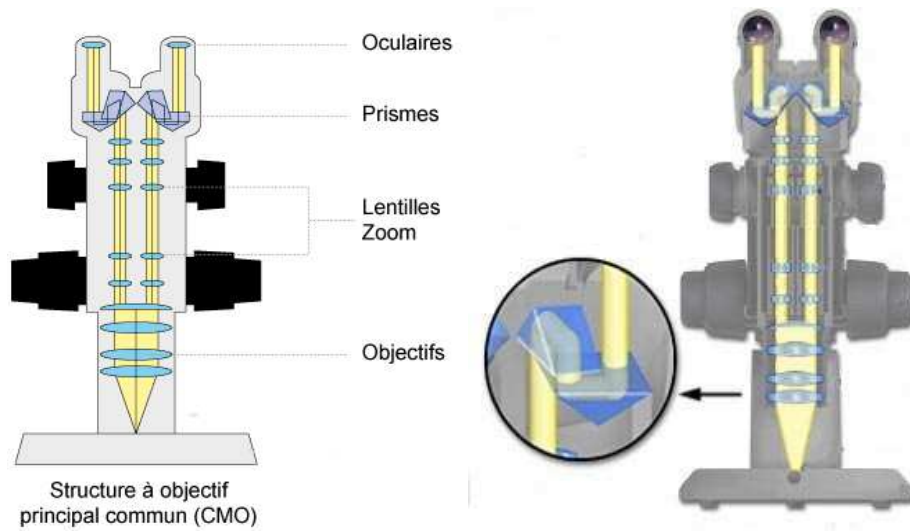 Oculaires
Prismes
Lentilles
Zoom
Objectifs
Structure à objectif
principal commun (CMO)